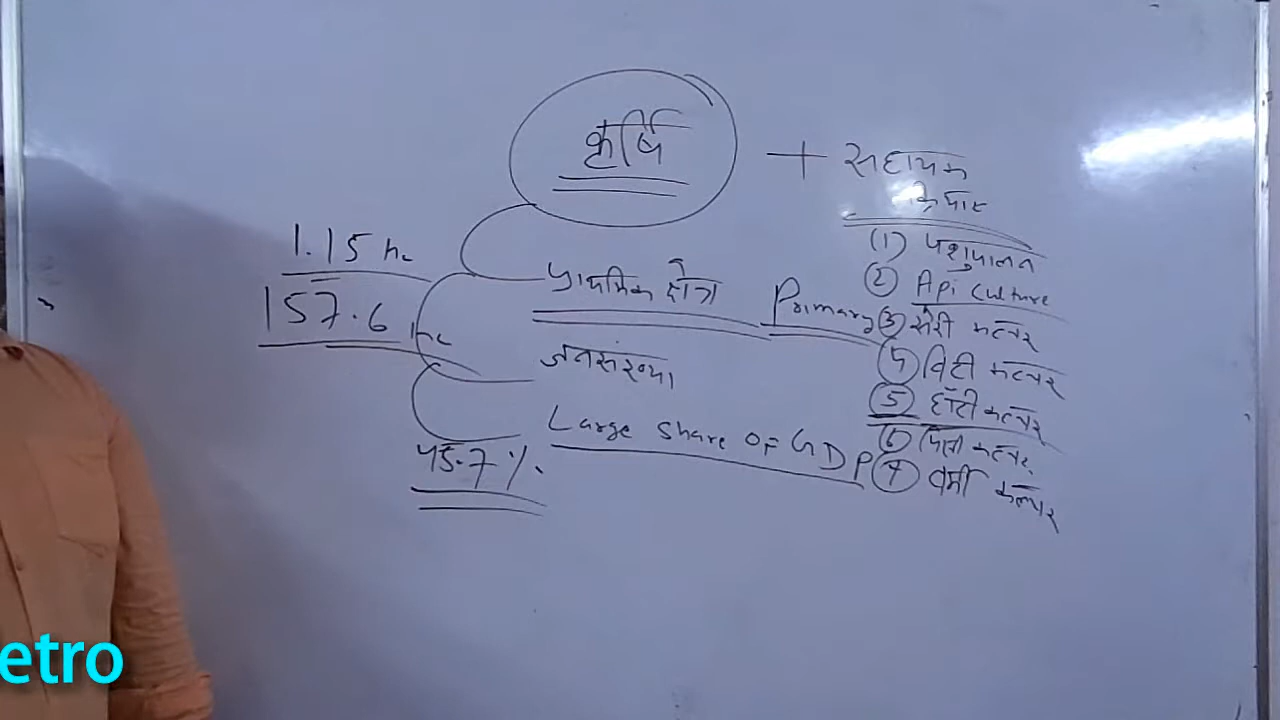 कृषि
+ सहायक
क्रियाएं
1.15 hc
157.6 hc
प्राथमिक क्षेत्र Primary
जनसंख्या
Large share of GDP
45.7 %.
(1) पशुपालन
(2) Api Culture
(3) सेरी कल्चर
(4) विटी कल्चर
(5) हॉर्टी कल्चर
(6) पिसी कल्चर
(7) वर्मी कल्चर
etro